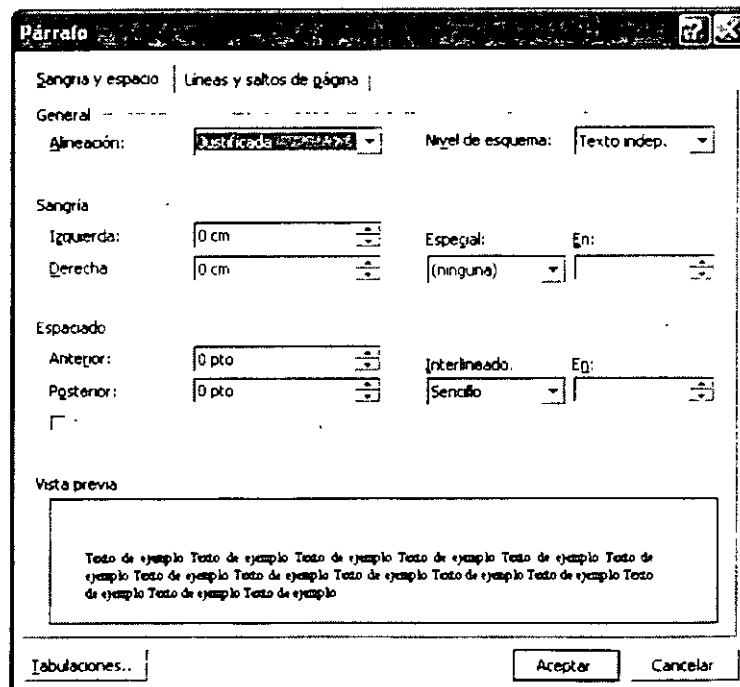 Párrafo
Sangria y espacio Líneas y saltos de página
General
Alineación: Justificada Nivel de esquema: Texto indep.
Sangría
Izquierda: 0 cm Especial: En:
Derecha 0 cm (ninguna)
Espaciado
Anterior: 0 pto Interlineado. En:
Posterior: 0 pto Sencillo
Vista previa
Texto de ejemplo Texto de ejemplo Texto de ejemplo Texto de ejemplo Texto de ejemplo Texto de
ejemplo Texto de ejemplo Texto de ejemplo Texto de ejemplo Texto de ejemplo Texto de ejemplo Texto
de ejemplo Texto de ejemplo Texto de ejemplo
Tabulaciones.. Aceptar Cancelar